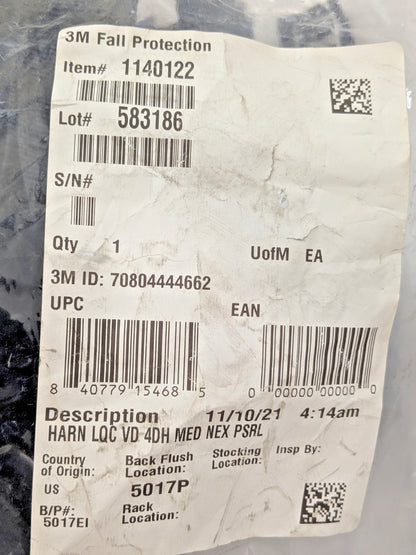 3M Fall Protection
Item# 1140122
Lot# 583186
S/N#
Qty 1 UofM EA
3M ID: 70804444662
UPC EAN
8 40779 15468 5 0 00000 00000 0
Description 11/10/21 4:14am
HARN LQC VD 4DH MED NEX PSRL
Country of Origin: Back Flush Location: Stocking Location: Insp By:
US 5017P
B/P#: Rack Location:
5017EI